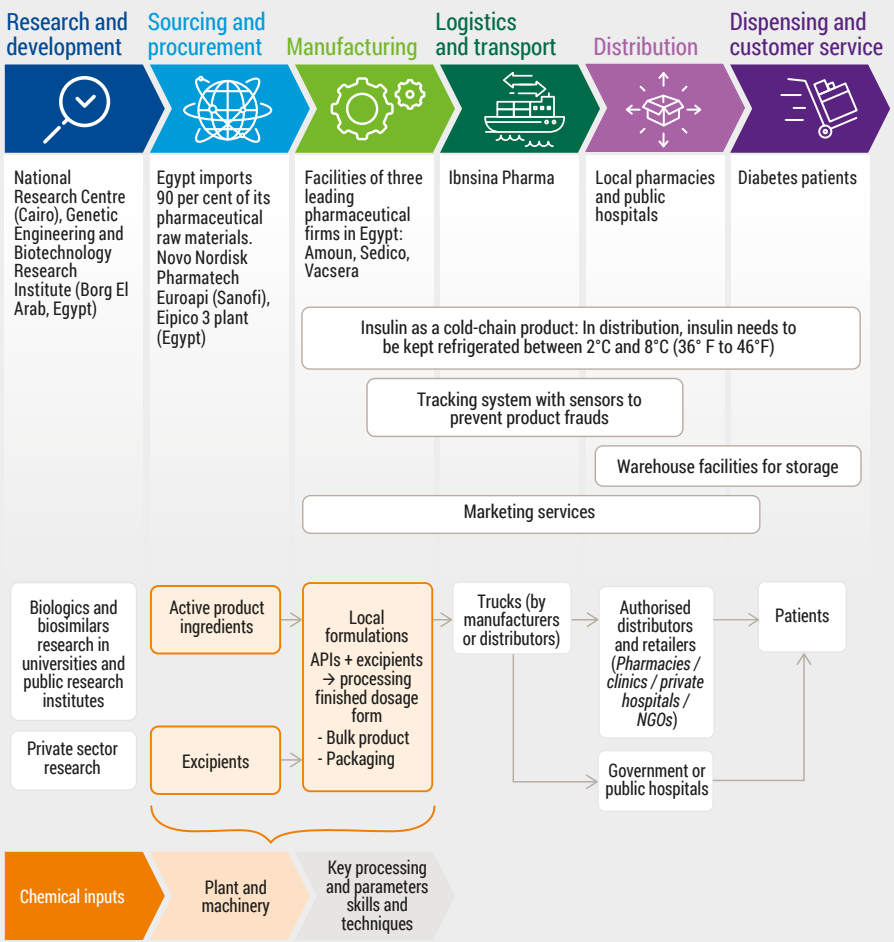 Research and
development
Sourcing and
procurement
Manufacturing
Logistics
and transport
Distribution
Dispensing and
customer service
National
Research Centre
(Cairo), Genetic
Engineering and
Biotechnology
Research
Institute (Borg El
Arab, Egypt)
Egypt imports
90 per cent of its
pharmaceutical
raw materials.
Novo Nordisk
Pharmatech
Euroapi (Sanofi),
Eipico 3 plant
(Egypt)
Facilities of three
leading
pharmaceutical
firms in Egypt:
Amoun, Sedico,
Vacsera
Ibnsina Pharma
Local pharmacies
and public
hospitals
Diabetes patients
Insulin as a cold-chain product: In distribution, insulin needs to
be kept refrigerated between 2°C and 8°C (36° F to 46°F)
Tracking system with sensors to
prevent product frauds
Warehouse facilities for storage
Marketing services
Biologics and
biosimilars
research in
universities and
public research
institutes
Private sector
research
Active product
ingredients
Excipients
Local
formulations
APIs + excipients
→ processing
finished dosage
form
- Bulk product
- Packaging
Trucks (by
manufacturers
or distributors)
Authorised
distributors
and retailers
(Pharmacies /
clinics / private
hospitals /
NGOs)
Government or
public hospitals
Patients
Chemical inputs
Plant and
machinery
Key processing
and parameters
skills and
techniques